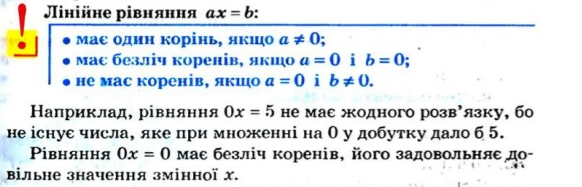 Лінійне рівняння ax = b:
• має один корінь, якщо a ≠ 0;
• має безліч коренів, якщо a = 0 і b = 0;
• не має коренів, якщо a = 0 і b ≠ 0.
Наприклад, рівняння 0x = 5 не має жодного розв’язку, бо
не існує числа, яке при множенні на 0 у добутку дало б 5.
Рівняння 0x = 0 має безліч коренів, його задовольняє до-
вільне значення змінної x.